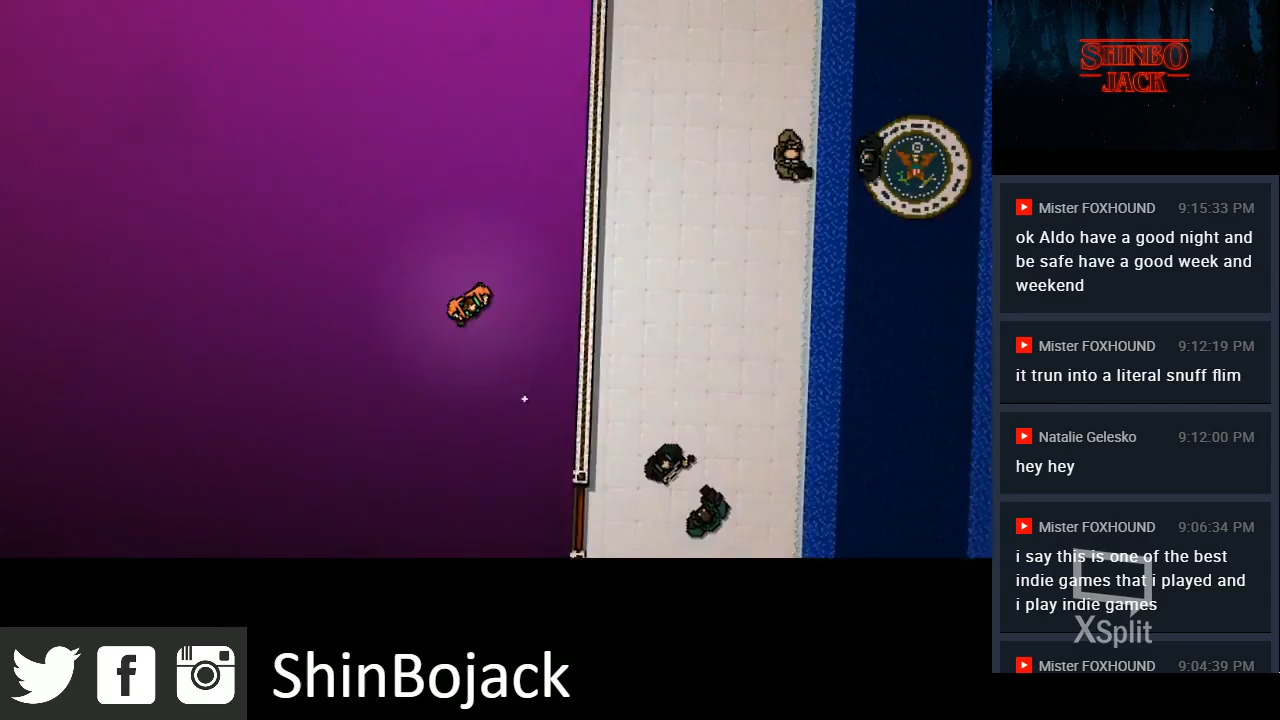 SHINBO
JACK
Mister FOXHOUND 9:15:33 PM
ok Aldo have a good night and
be safe have a good week and
weekend
Mister FOXHOUND 9:12:19 PM
it trun into a literal snuff flim
Natalie Gelesko 9:12:00 PM
hey hey
Mister FOXHOUND 9:06:34 PM
i say this is one of the best
indie games that i played and
i play indie games
XSplit
Mister FOXHOUND 9:04:39 PM
ShinBojack